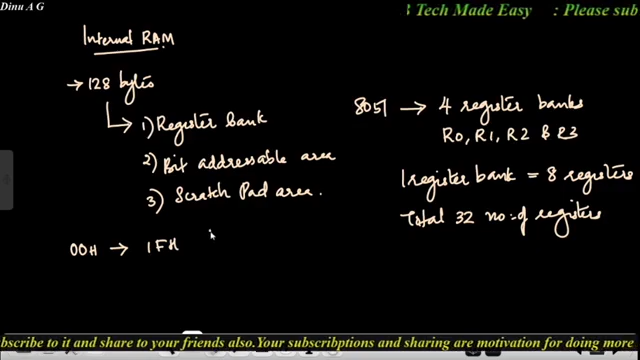 Dinu A G
B Tech Made Easy : Please sub
Internal RAM
→ 128 bytes
1) Register bank
2) Bit addressable area
3) Scratch Pad area.
00H → 1FH
8051 → 4 register banks
R0, R1, R2 & R3
1 register bank = 8 registers
Total 32 no: of registers
bscribe to it and share to your friends also.Your subscribptions and sharing are motivation for doing more